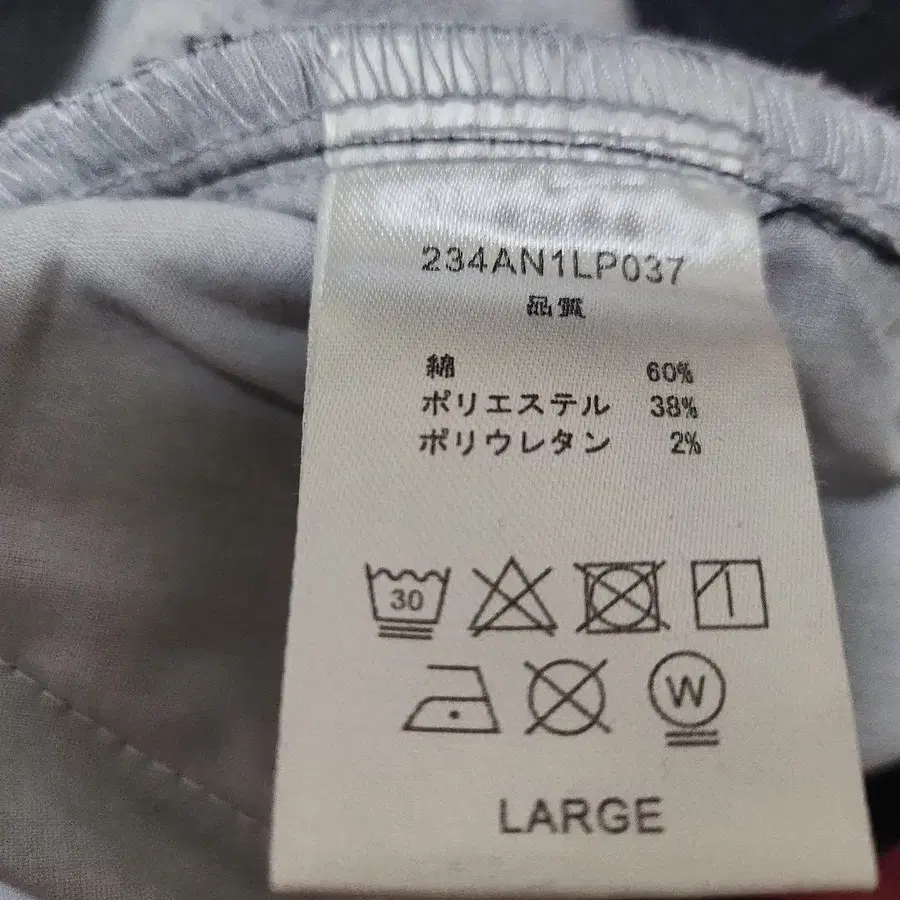 234AN1LP037
品質
綿 60%
ポリエステル 38%
ポリウレタン 2%
30
W
LARGE